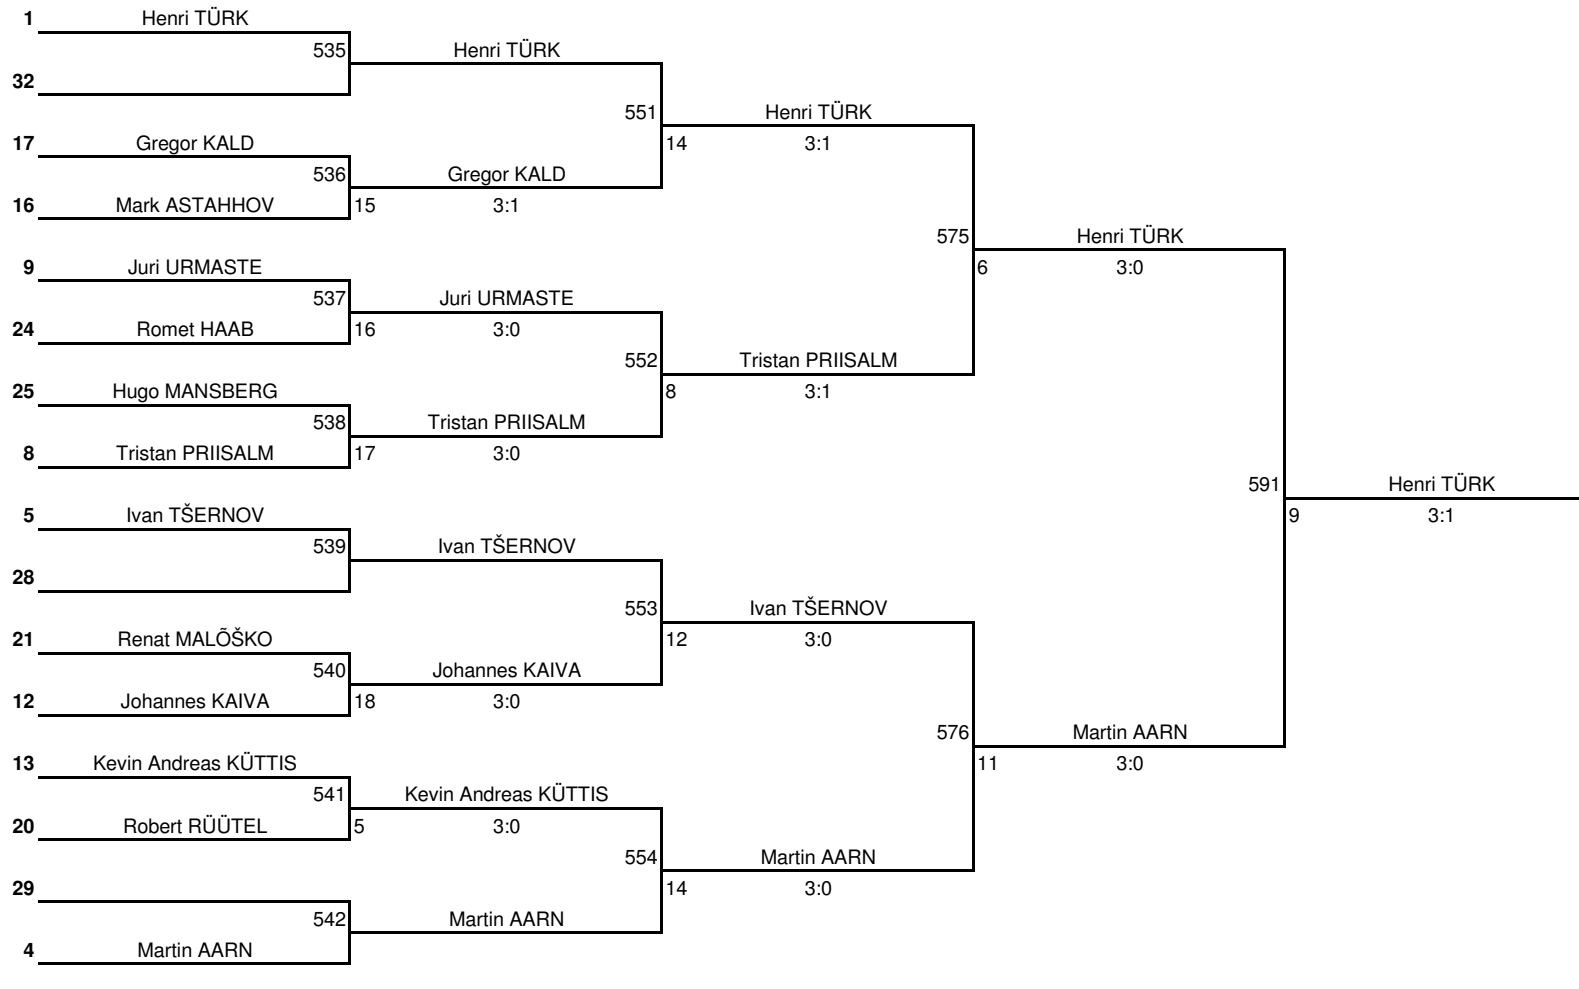 1 Henri TÜRK
535 Henri TÜRK
32
551 Henri TÜRK
17 Gregor KALD
14 3:1
536 Gregor KALD
16 Mark ASTAHHOV 15 3:1
575 Henri TÜRK
9 Juri URMASTE
6 3:0
537 Juri URMASTE
24 Romet HAAB 16 3:0
552 Tristan PRIISALM
25 Hugo MANSBERG
8 3:1
538 Tristan PRIISALM
8 Tristan PRIISALM 17 3:0
591 Henri TÜRK
5 Ivan TŠERNOV
9 3:1
539 Ivan TŠERNOV
28
553 Ivan TŠERNOV
21 Renat MALÕŠKO
12 3:0
540 Johannes KAIVA
12 Johannes KAIVA 18 3:0
576 Martin AARN
13 Kevin Andreas KÜTTIS
11 3:0
541 Kevin Andreas KÜTTIS
20 Robert RÜÜTEL 5 3:0
554 Martin AARN
29
14 3:0
542 Martin AARN
4 Martin AARN